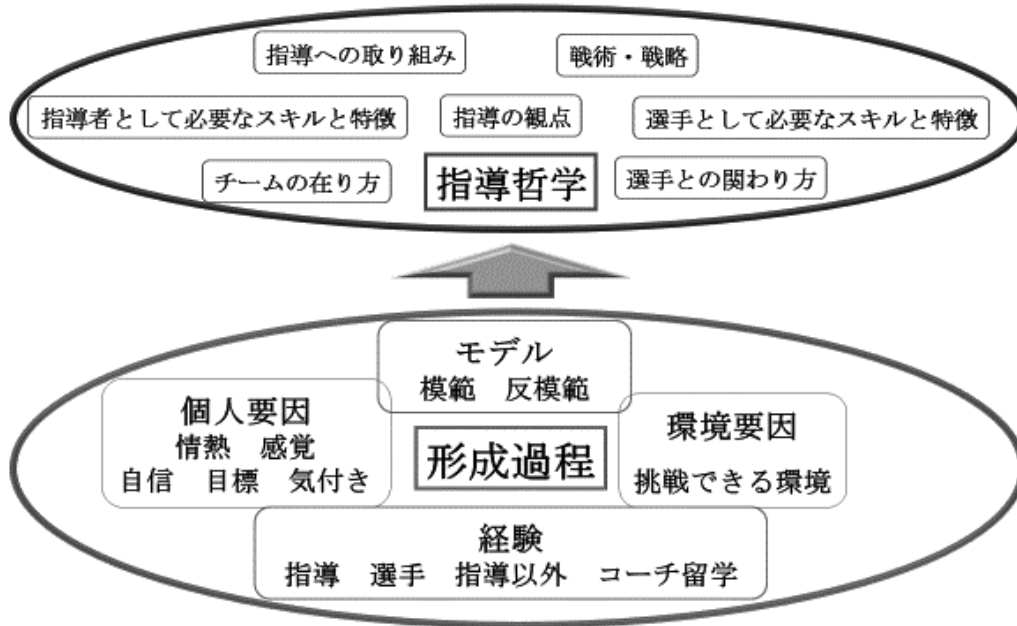 指導への取り組み
戦術・戦略
指導者として必要なスキルと特徴
指導の観点
選手として必要なスキルと特徴
チームの在り方
指導哲学
選手との関わり方
モデル
模範　反模範
個人要因
情熱　感覚
自信　目標　気付き
形成過程
環境要因
挑戦できる環境
経験
指導　選手　指導以外　コーチ留学